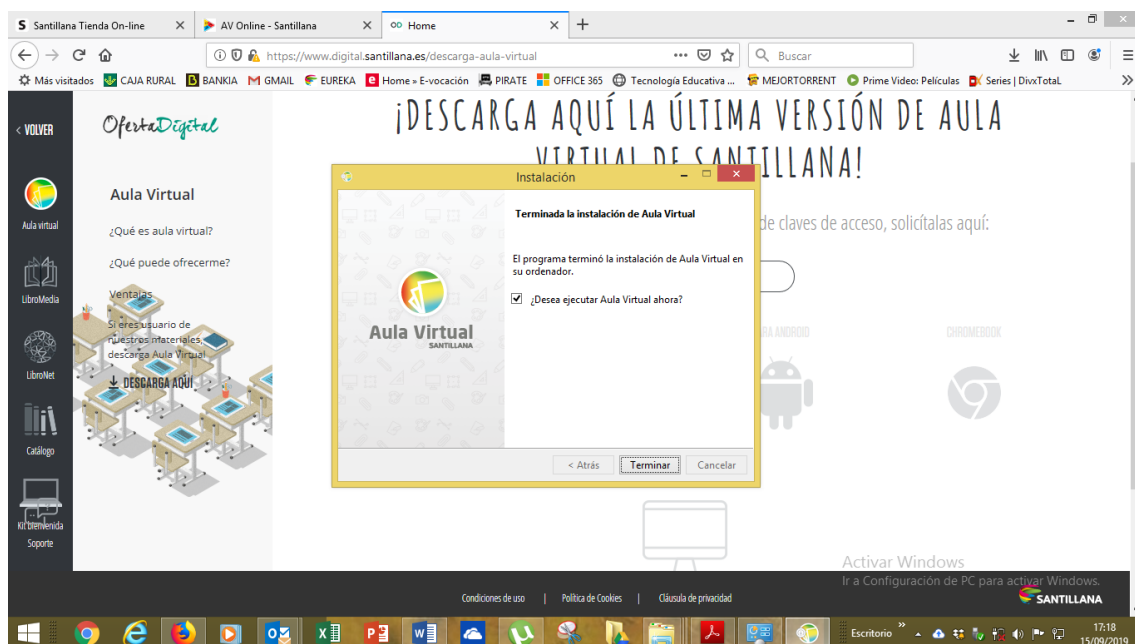 S Santillana Tienda On-line
AV Online - Santillana
Home
https://www.digital.santillana.es/descarga-aula-virtual
Buscar
Más visitados
CAJA RURAL
BANKIA
GMAIL
EUREKA
Home » E-vocación
PIRATE
OFFICE 365
Tecnología Educativa ...
MEJORTORRENT
Prime Video: Películas
Series | DivxTotaL
< VOLVER
OfertaDigital
¡DESCARGA AQUÍ LA ÚLTIMA VERSIÓN DE AULA
VIRTUAL DE SANTILLANA!
Aula virtual
LibroMedia
LibroNet
Catálogo
Kit bienvenida
Soporte
Aula Virtual
¿Qué es aula virtual?
¿Qué puede ofrecerme?
Ventajas
Si eres usuario de
nuestros materiales,
descarga Aula Virtual
DESCARGA AQUÍ
Instalación
Terminada la instalación de Aula Virtual
El programa terminó la instalación de Aula Virtual en
su ordenador.
¿Desea ejecutar Aula Virtual ahora?
Aula Virtual
SANTILLANA
< Atrás
Terminar
Cancelar
de claves de acceso, solicítalas aquí:
RA ANDROID
CHROMEBOOK
Activar Windows
Ir a Configuración de PC para activar Windows.
Condiciones de uso | Política de Cookies | Cláusula de privacidad
SANTILLANA
Escritorio
17:18
15/09/2019